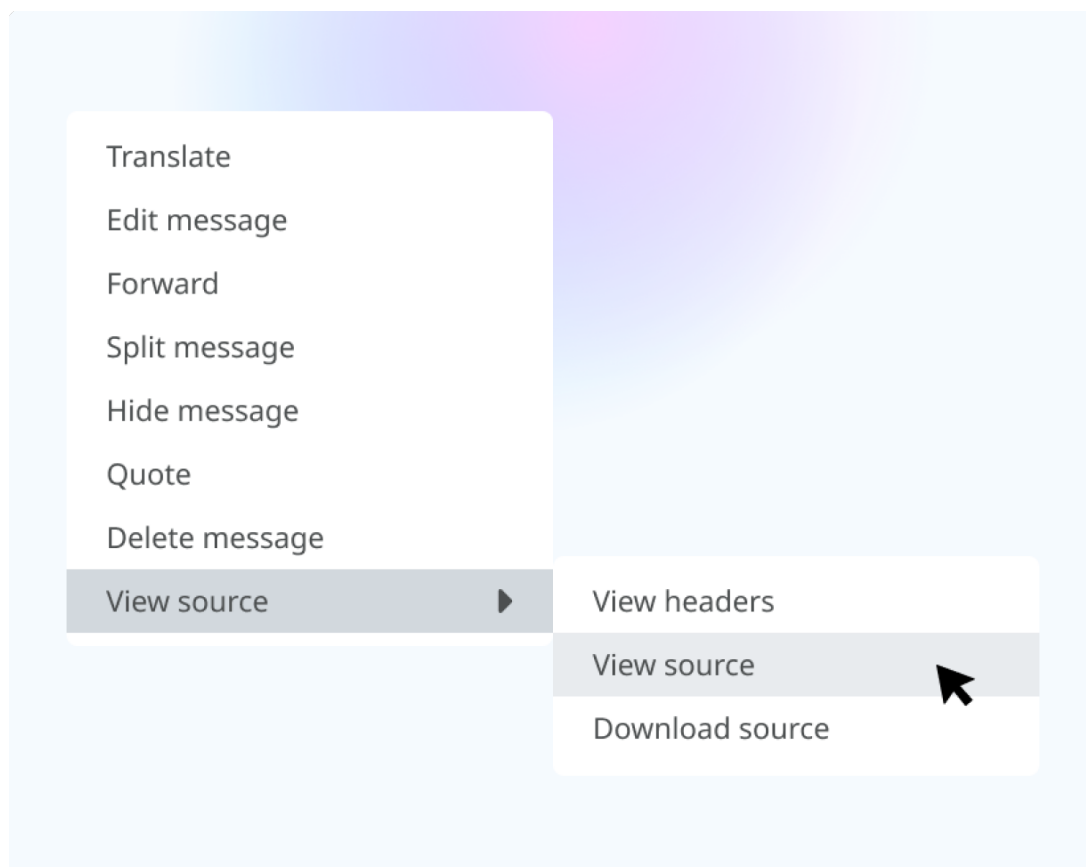 Translate
Edit message
Forward
Split message
Hide message
Quote
Delete message
View source
View headers
View source
Download source